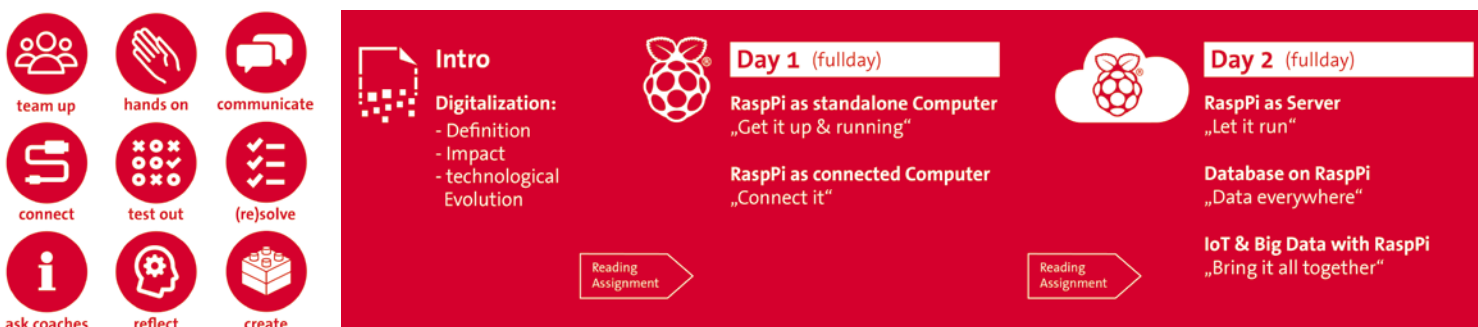 team up
hands on
communicate
connect
test out
(re)solve
ask coaches
reflect
create
Intro
Digitalization:
- Definition
- Impact
- technological
Evolution
Reading
Assignment
®
Day 1 (fullday)
RaspPi as standalone Computer
„Get it up & running“
RaspPi as connected Computer
„Connect it“
Reading
Assignment
®
Day 2 (fullday)
RaspPi as Server
„Let it run“
Database on RaspPi
„Data everywhere“
IoT & Big Data with RaspPi
„Bring it all together“